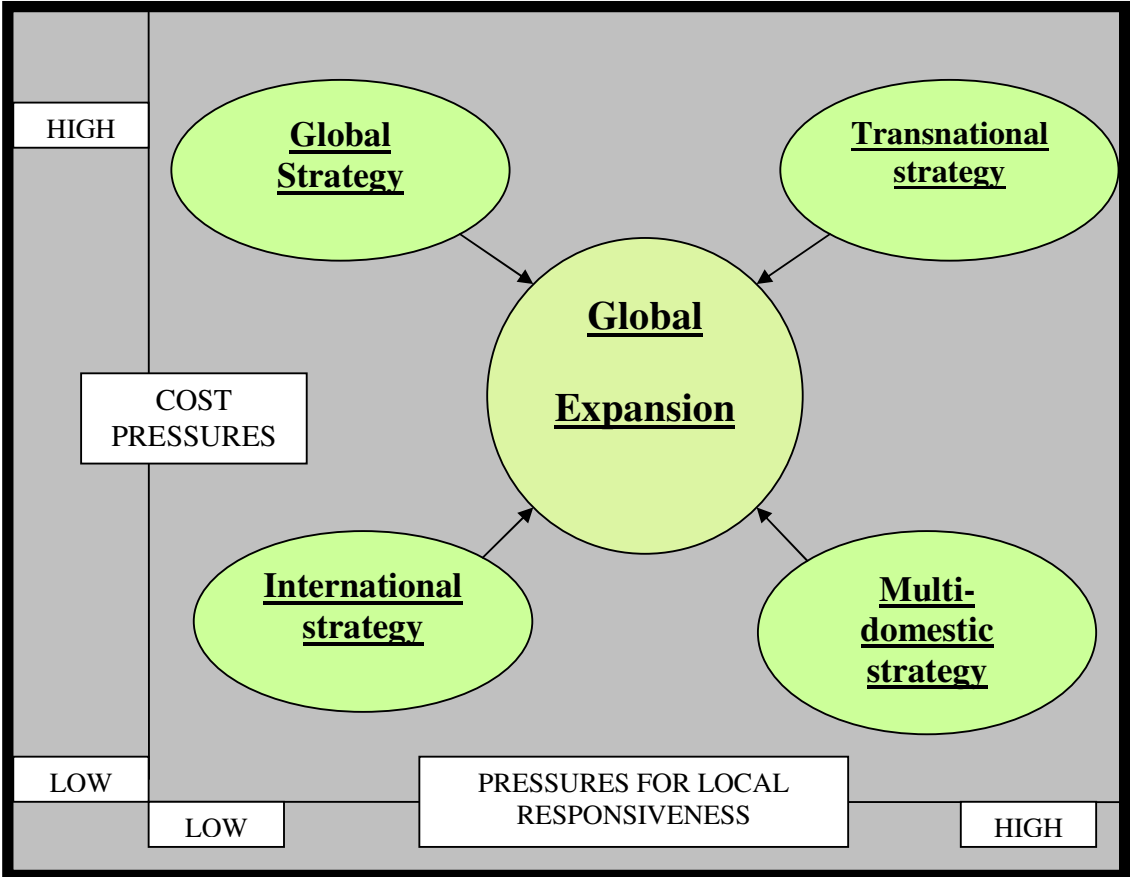 HIGH
Global
Strategy
Transnational
strategy
Global
Expansion
COST
PRESSURES
International
strategy
Multi-
domestic
strategy
LOW
PRESSURES FOR LOCAL
RESPONSIVENESS
LOW
HIGH